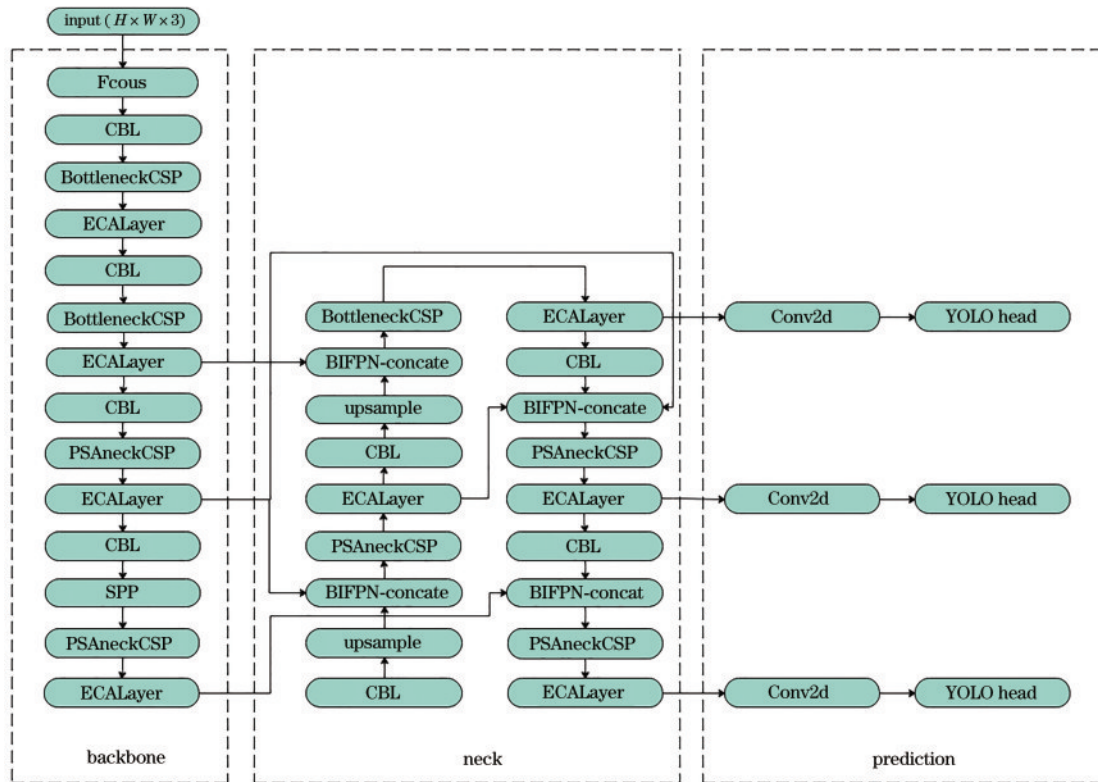 input (H×W×3)
Fcous
CBL
BottleneckCSP
ECALayer
CBL
BottleneckCSP
ECALayer
CBL
PSAneckCSP
ECALayer
CBL
SPP
PSAneckCSP
ECALayer
backbone
BottleneckCSP
BIFPN-concate
upsample
CBL
ECALayer
PSAneckCSP
BIFPN-concate
upsample
CBL
ECALayer
CBL
BIFPN-concate
PSAneckCSP
ECALayer
CBL
BIFPN-concat
PSAneckCSP
ECALayer
neck
Conv2d
YOLO head
Conv2d
YOLO head
Conv2d
YOLO head
prediction